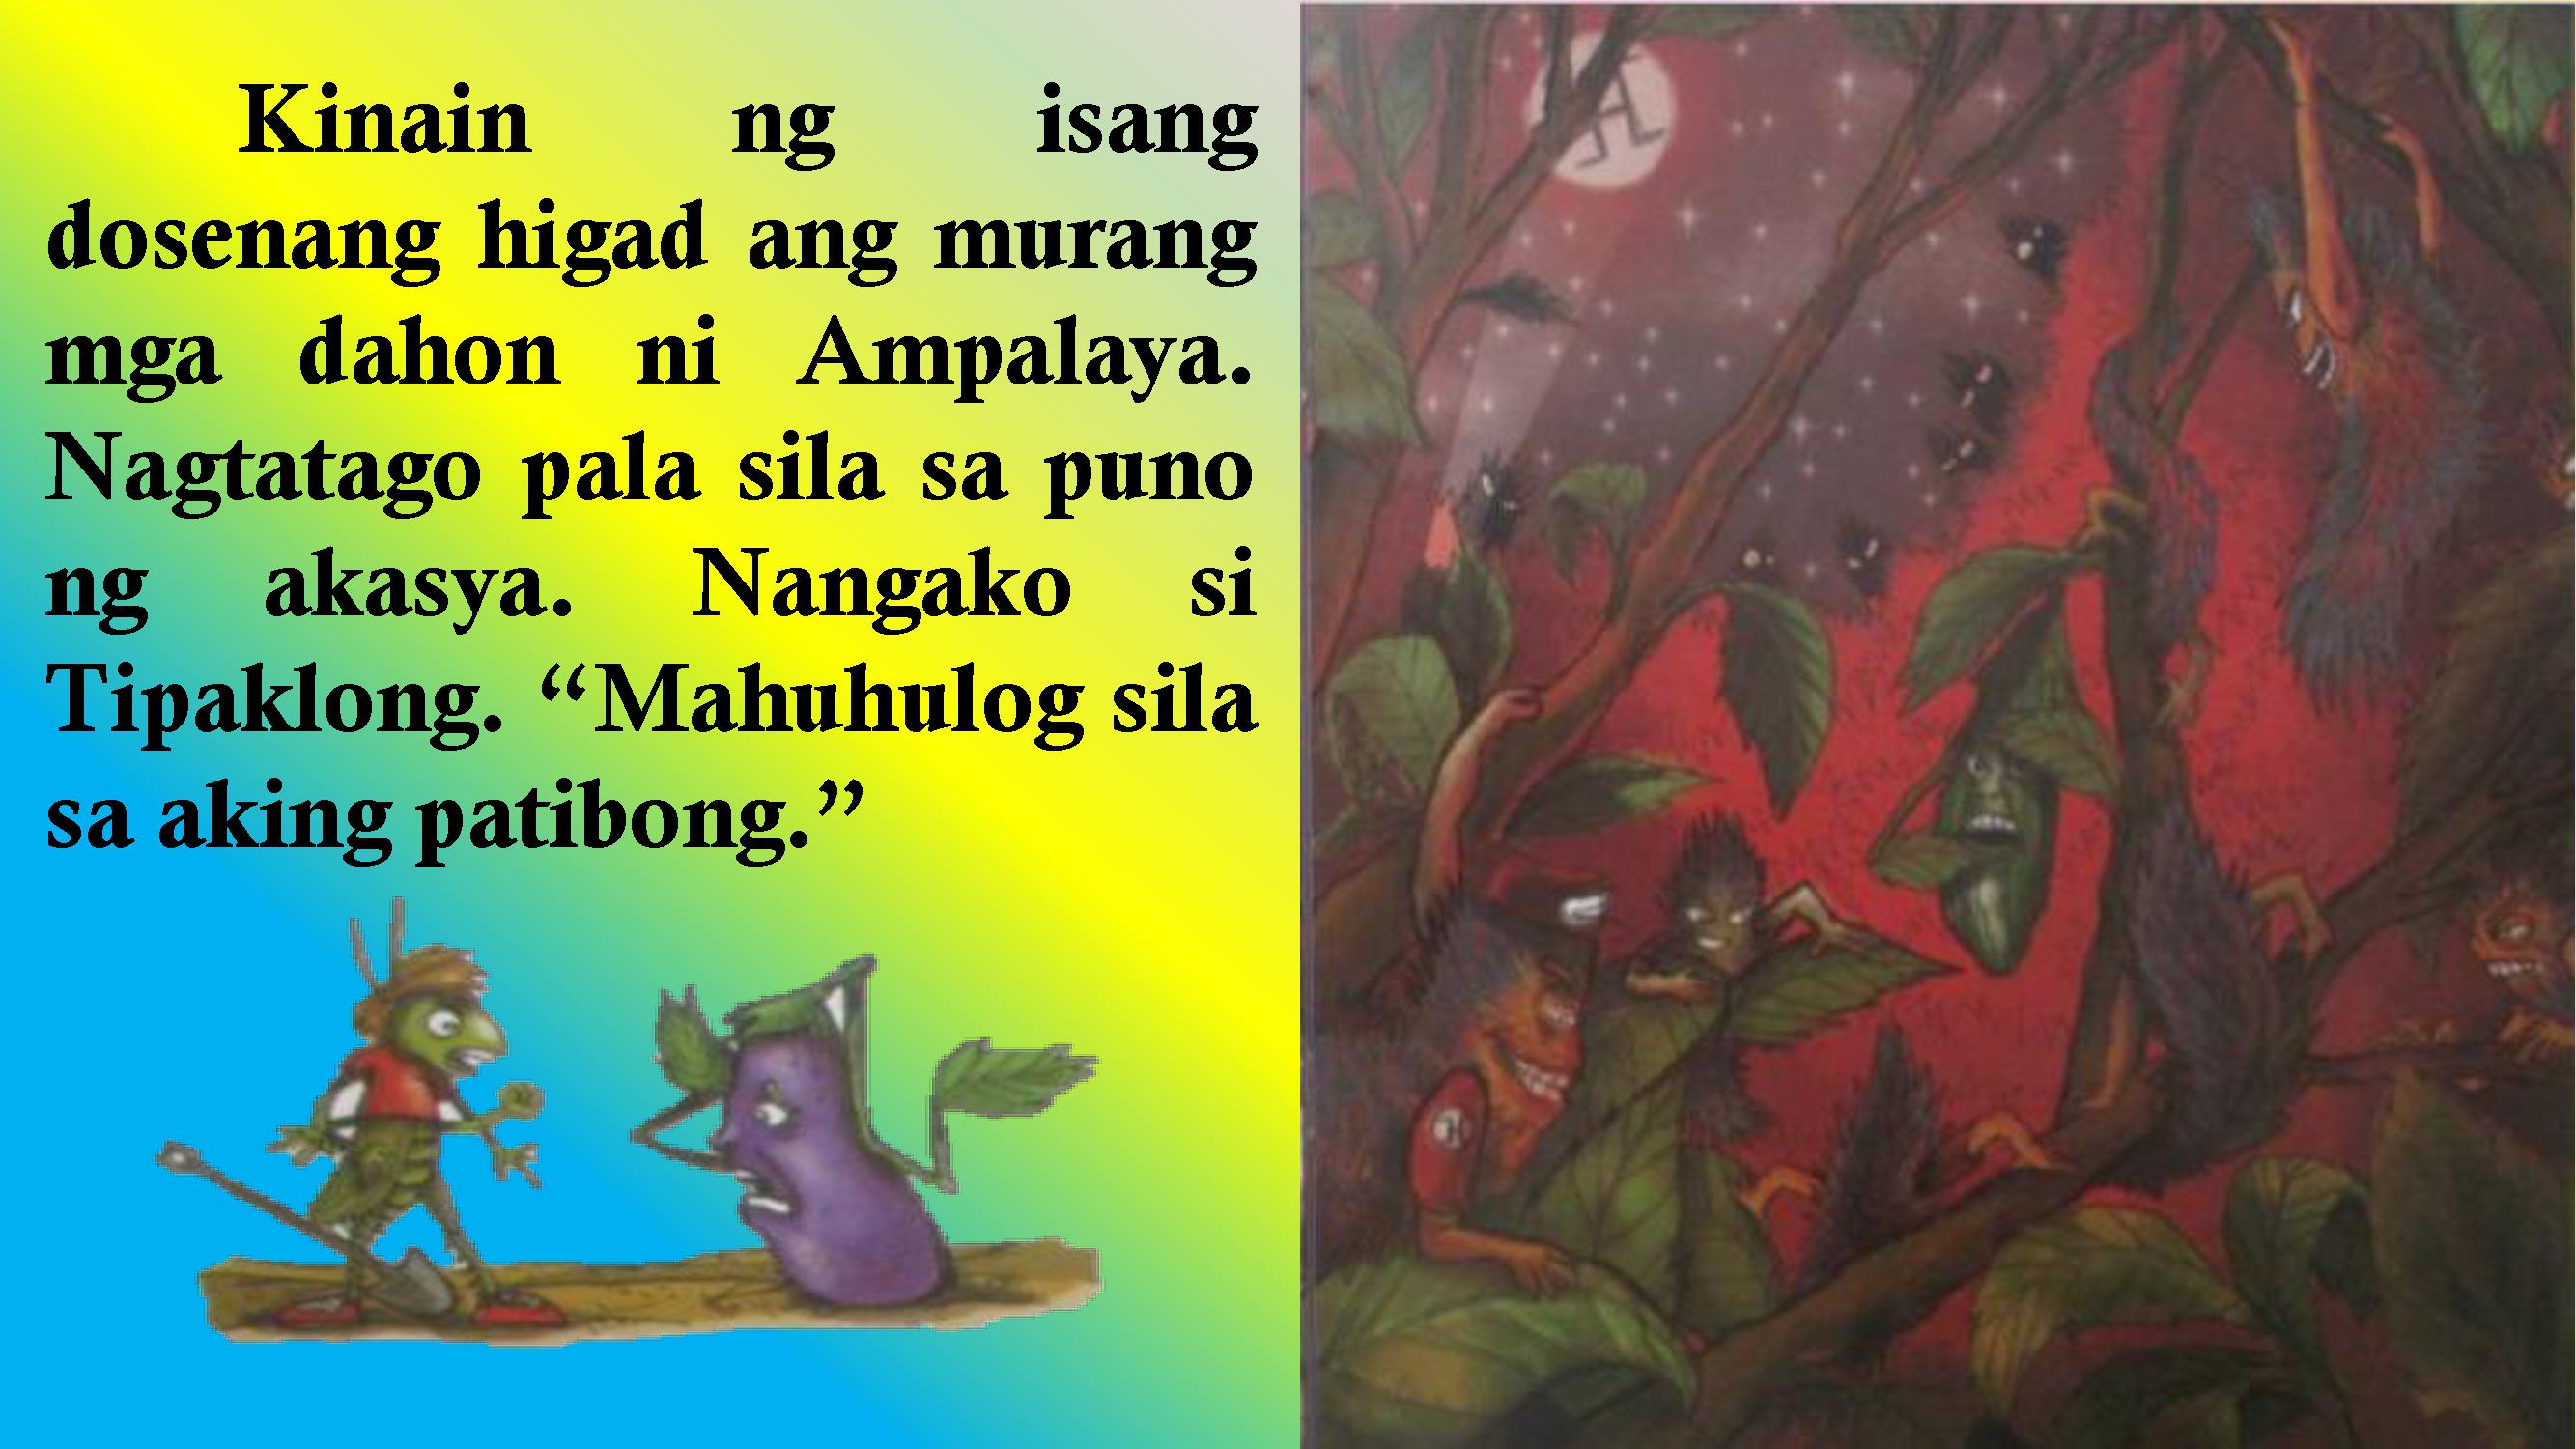 Kinain ng isang
dosenang higad ang murang
mga dahon ni Ampalaya.
Nagtatago pala sila sa puno
ng akasya. Nangako si
Tipaklong. “Mahuhulog sila
sa aking patibong.”